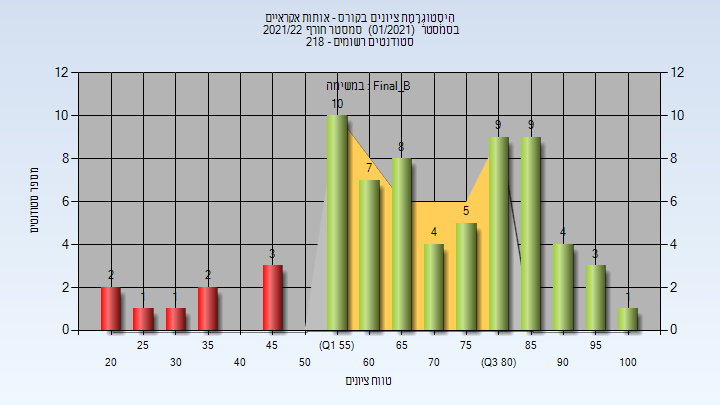 היסטוגרמת ציונים בקורס - אותות אקראיים
בסמסטר (01/2021) סמסטר חורף 2021/22
סטודנטים רשומים - 218
במשימה : Final_B
מספר סטודנטים
12 12
10 10
8 8
6 6
4 4
2 2
0 0
2 1 1 2 3 10 7 8 4 5 9 9 4 3 1
25 35 45 (Q1 55) 65 75 85 95
20 30 40 50 60 70 (Q3 80) 90 100
טווח ציונים